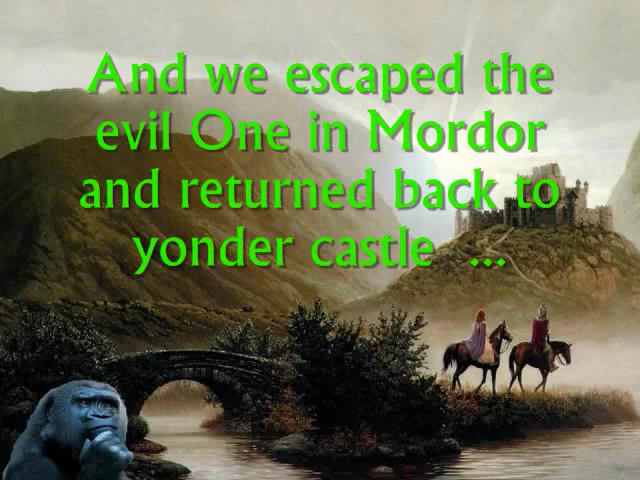 And we escaped the
evil One in Mordor
and returned back to
yonder castle ...